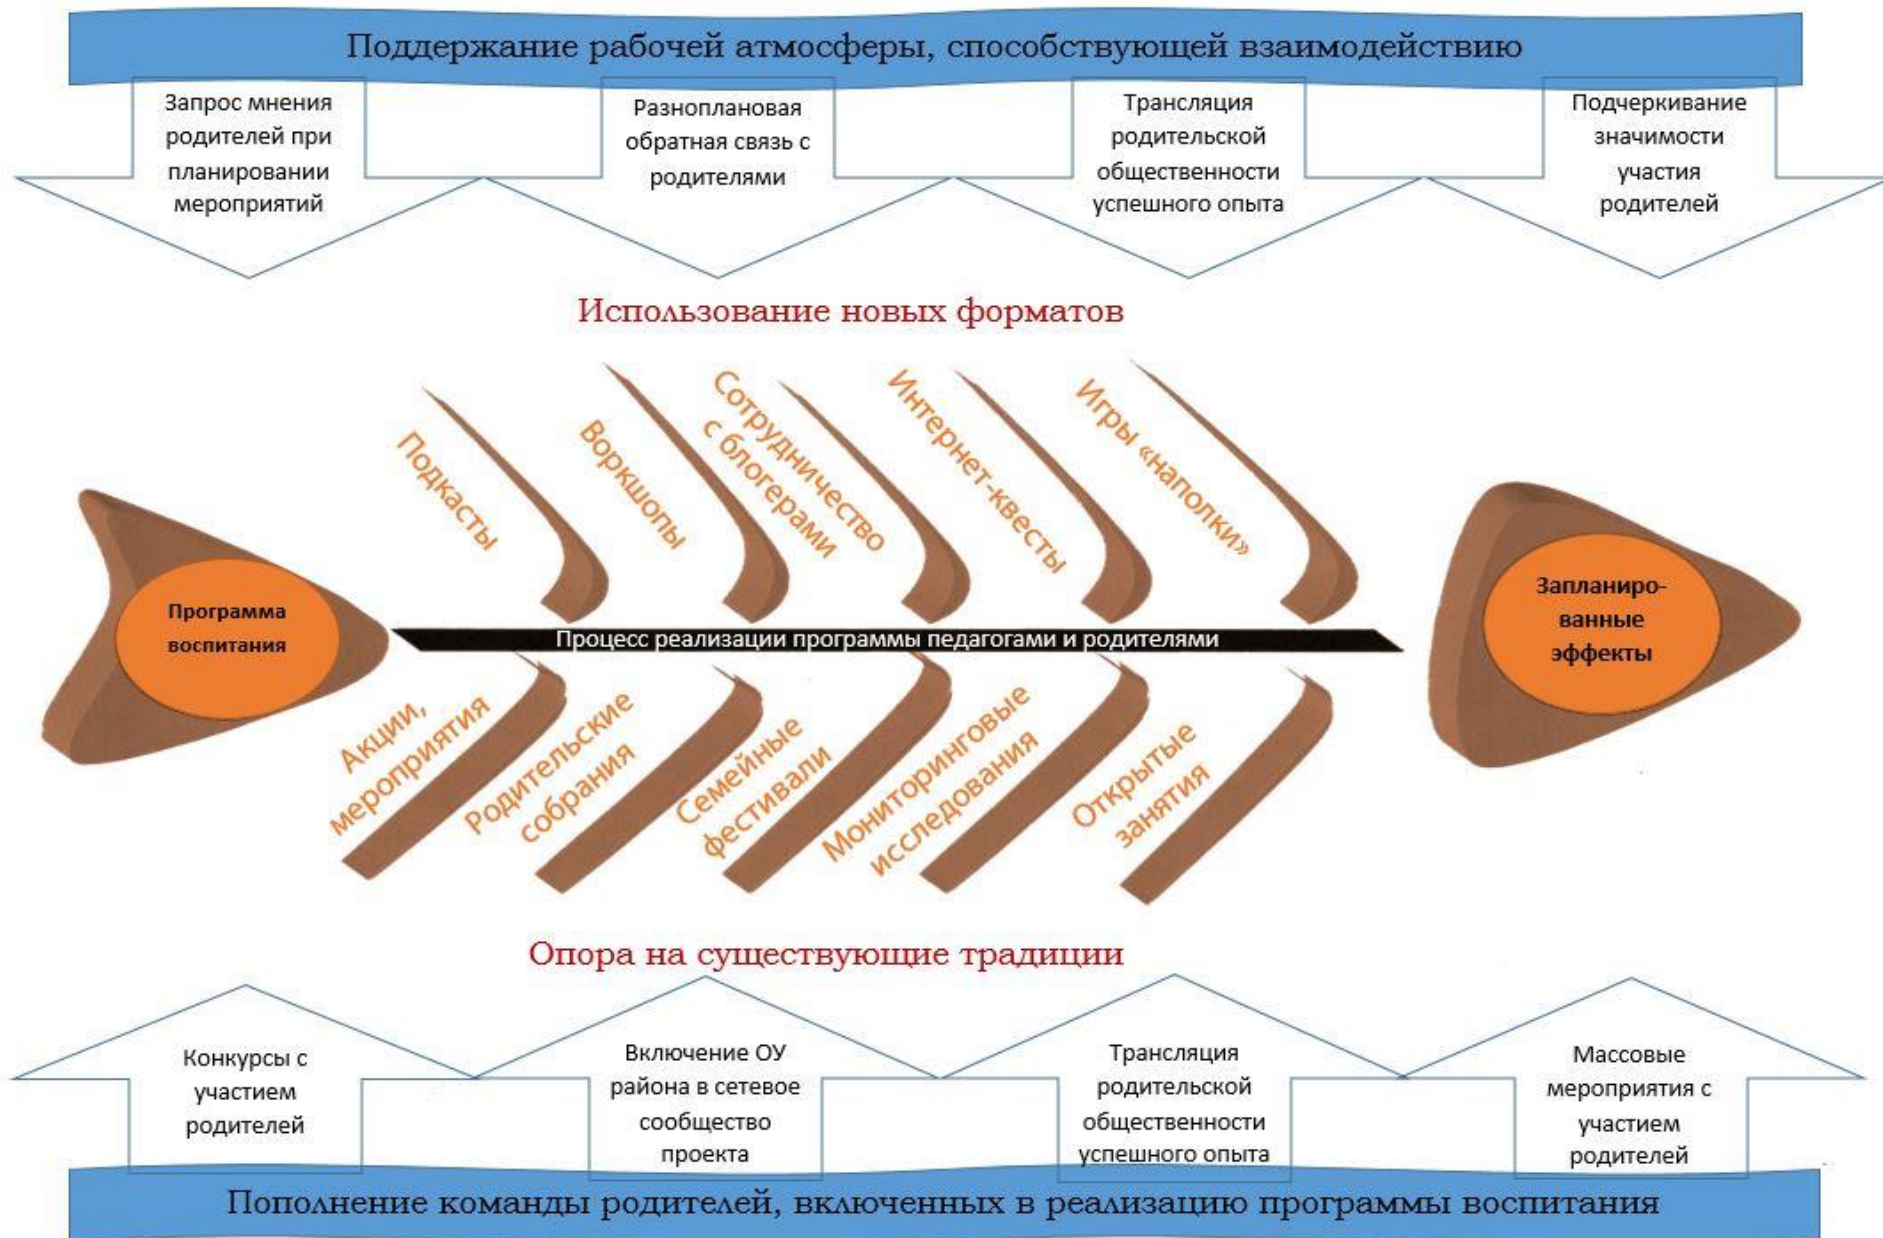 Поддержание рабочей атмосферы, способствующей взаимодействию
Запрос мнения
родителей при
планировании
мероприятий
Разноплановая
обратная связь с
родителями
Трансляция
родительской
общественности
успешного опыта
Подчеркивание
значимости
участия
родителей
Использование новых форматов
Подкасты
Воркшопы
Сотрудничество
с блогерами
Интернет-квесты
Игры «наполки»
Программа
воспитания
Процесс реализации программы педагогами и родителями
Запланиро-
ванные
эффекты
Акции,
мероприятия
Родительские
собрания
Семейные
фестивали
Мониторинговые
исследования
Открытые
занятия
Опора на существующие традиции
Конкурсы с
участием
родителей
Включение ОУ
района в сетевое
сообщество
проекта
Трансляция
родительской
общественности
успешного опыта
Массовые
мероприятия с
участием
родителей
Пополнение команды родителей, включенных в реализацию программы воспитания